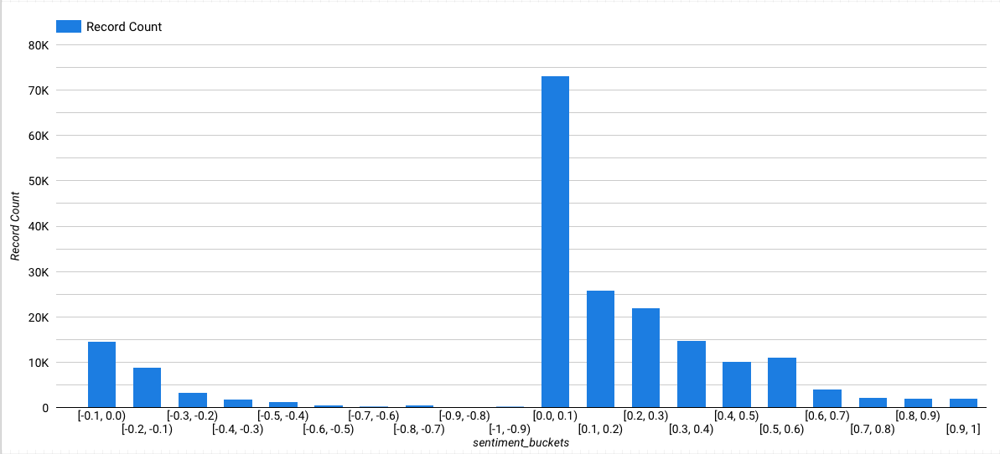 Record Count
80K
70K
60K
50K
40K
30K
20K
10K
0
Record Count
[-0.1, 0.0) [-0.3, -0.2) [-0.5, -0.4) [-0.7, -0.6) [-0.9, -0.8) [0.0, 0.1) [0.2, 0.3) [0.4, 0.5) [0.6, 0.7) [0.8, 0.9)
[-0.2, -0.1) [-0.4, -0.3) [-0.6, -0.5) [-0.8, -0.7) [-1, -0.9) [0.1, 0.2) [0.3, 0.4) [0.5, 0.6) [0.7, 0.8) [0.9, 1]
sentiment_buckets